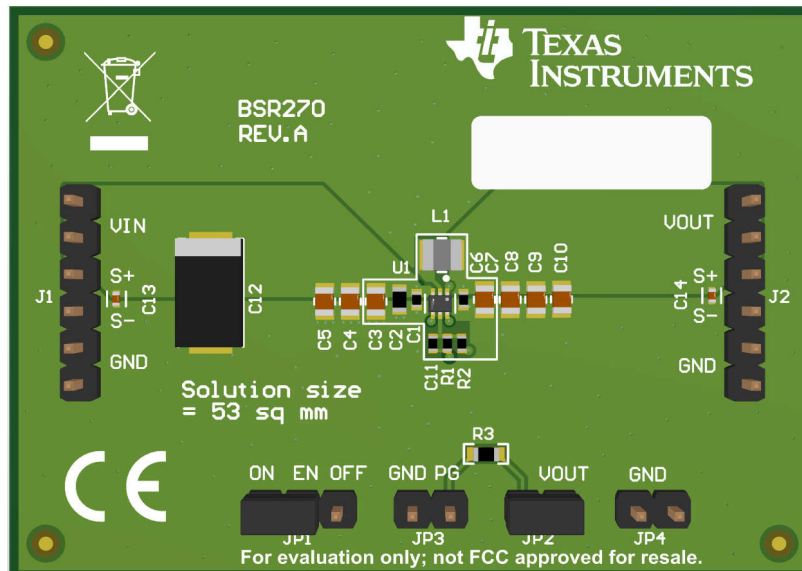 TEXAS
INSTRUMENTS
BSR270
REV.A
L1
VIN
VOUT
U1
C6
C7
C8
C9
C10
S+
S+
J1
C13
C12
C14
J2
S-
S-
C5
C4
C3
C2
C1
GND
GND
C11
R1
R2
Solution size
= 53 sq mm
R3
CE
ON EN OFF
GND PG
VOUT
GND
JP1
JP3
JP2
JP4
For evaluation only; not FCC approved for resale.